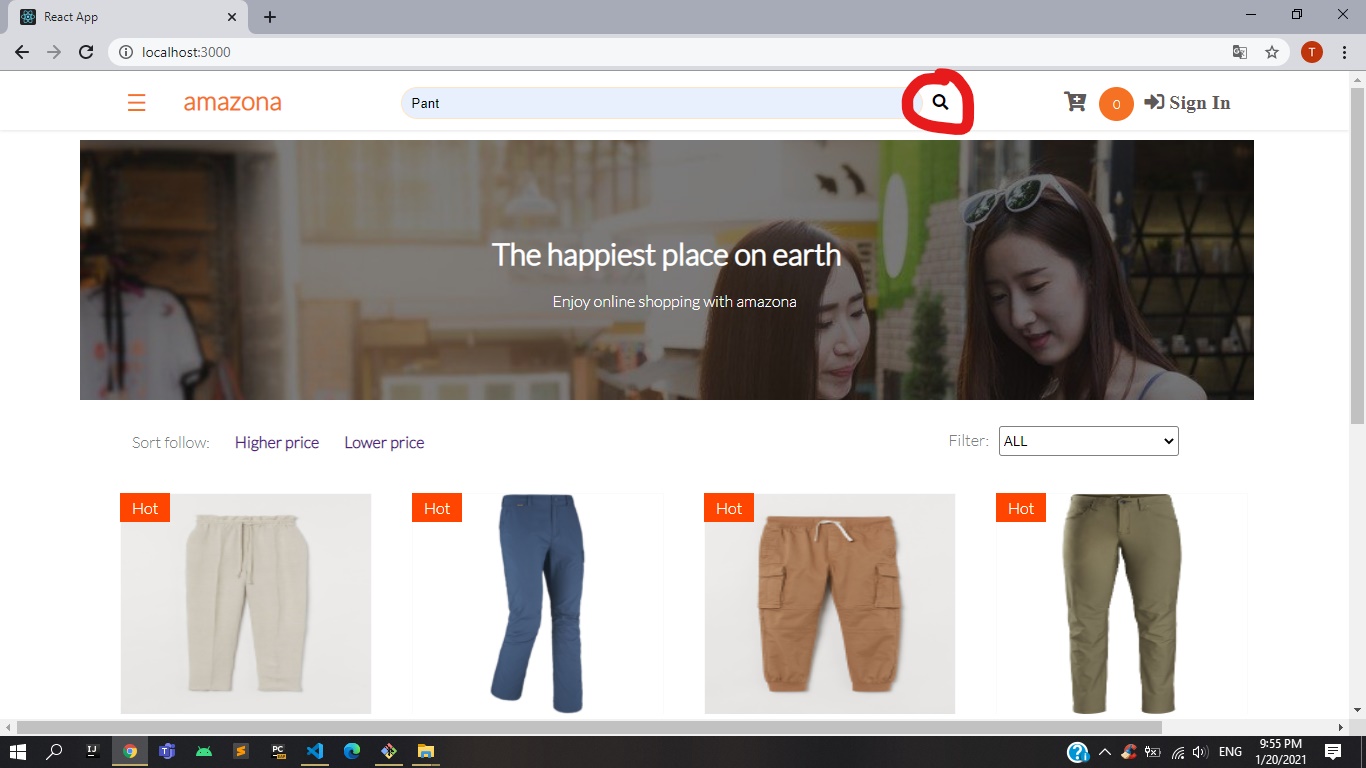 React App
localhost:3000
T
amazona
Pant
0
Sign In
The happiest place on earth
Enjoy online shopping with amazona
Sort follow:
Higher price
Lower price
Filter:
ALL
Hot
Hot
Hot
Hot
IJ
PC
ENG
9:55 PM
1/20/2021